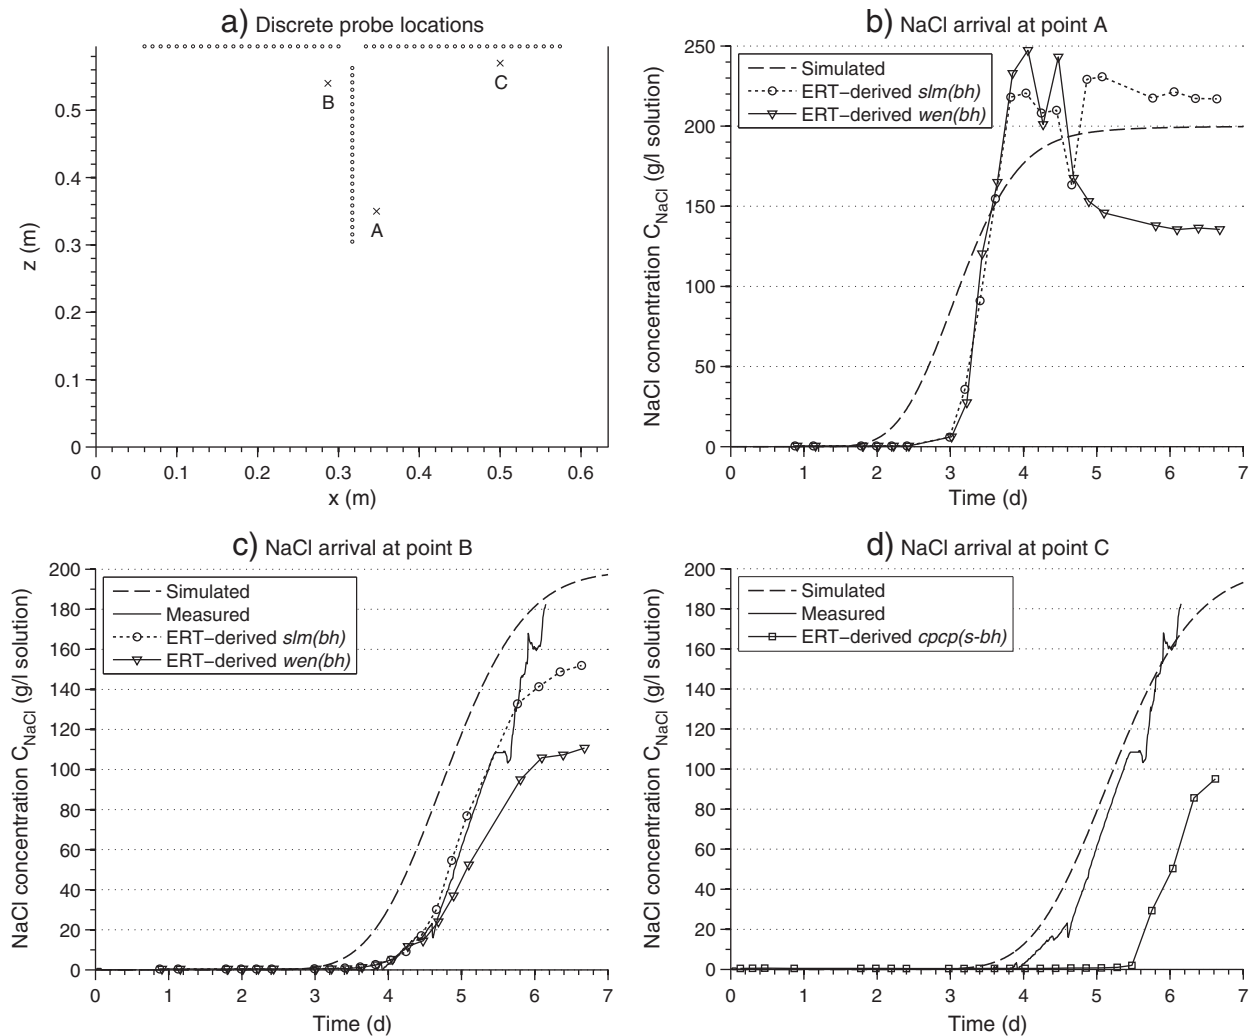 a) Discrete probe locations
B
C
A
z (m)
0.5
0.4
0.3
0.2
0.1
0
0 0.1 0.2 0.3 0.4 0.5 0.6
x (m)
b) NaCl arrival at point A
Simulated
ERT−derived slm(bh)
ERT−derived wen(bh)
NaCl concentration C_NaCl (g/l solution)
250
200
150
100
50
0
0 1 2 3 4 5 6 7
Time (d)
c) NaCl arrival at point B
Simulated
Measured
ERT−derived slm(bh)
ERT−derived wen(bh)
NaCl concentration C_NaCl (g/l solution)
200
180
160
140
120
100
80
60
40
20
0
0 1 2 3 4 5 6 7
Time (d)
d) NaCl arrival at point C
Simulated
Measured
ERT−derived cpcp(s-bh)
NaCl concentration C_NaCl (g/l solution)
200
180
160
140
120
100
80
60
40
20
0
0 1 2 3 4 5 6 7
Time (d)